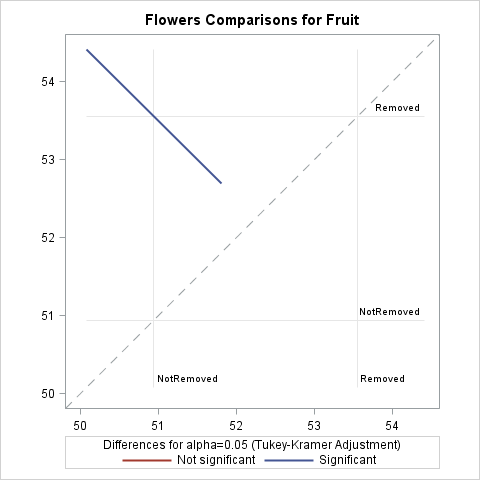 Flowers Comparisons for Fruit
54
Removed
53
52
51
NotRemoved
NotRemoved
Removed
50
50
51
52
53
54
Differences for alpha=0.05 (Tukey-Kramer Adjustment)
Not significant
Significant